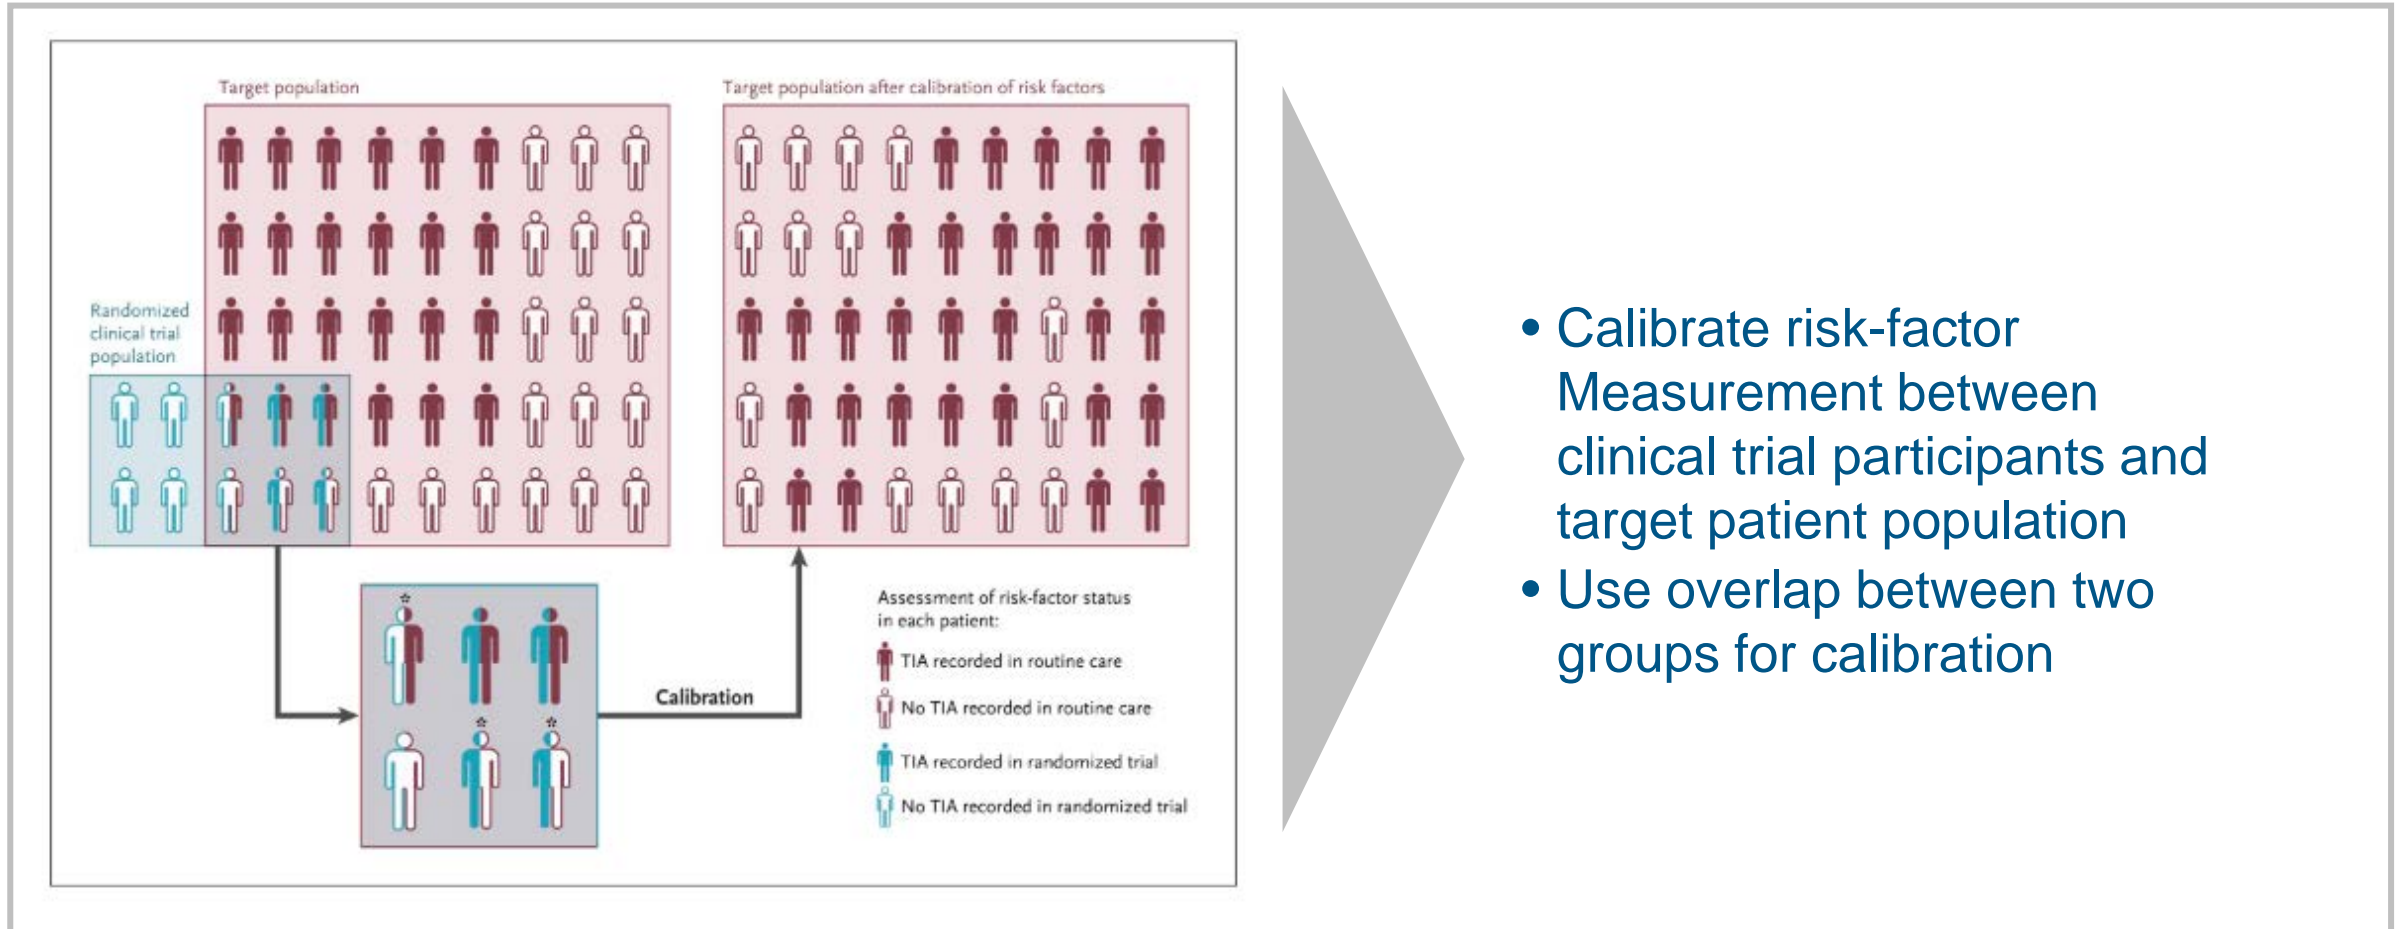 Target population
Target population after calibration of risk factors
Randomized
clinical trial
population
Calibration
Assessment of risk-factor status
in each patient:
TIA recorded in routine care
No TIA recorded in routine care
TIA recorded in randomized trial
No TIA recorded in randomized trial
• Calibrate risk-factor
Measurement between
clinical trial participants and
target patient population
• Use overlap between two
groups for calibration